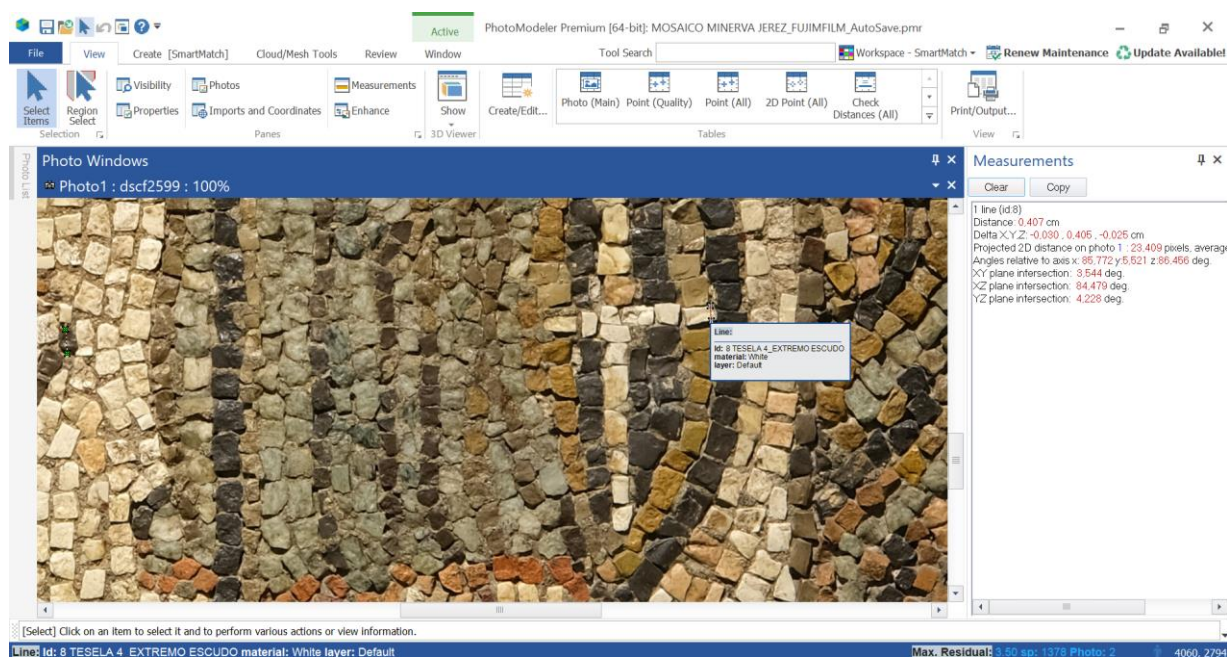 Active
PhotoModeler Premium [64-bit]: MOSAICO MINERVA JEREZ_FUJIMFILM_AutoSave.pmr
File View Create [SmartMatch] Cloud/Mesh Tools Review Window Tool Search Workspace - SmartMatch Renew Maintenance Update Available!
Select Items
Region Select
Selection
Visibility
Properties
Photos
Imports and Coordinates
Measurements
Enhance
Panes
Show
3D Viewer
Create/Edit...
Photo (Main)
Point (Quality)
Point (All)
2D Point (All)
Check Distances (All)
Tables
Print/Output...
View
Photo List
Photo Windows
Photo1 : dscf2599 : 100%
Line:
Id: 8 TESELA 4_EXTREMO ESCUDO
material: White
layer: Default
Measurements
Clear Copy
1 line (id:8)
Distance: 0,407 cm
Delta X,Y,Z: -0,030 , 0,405 , -0,025 cm
Projected 2D distance on photo 1 : 23,409 pixels, average
Angles relative to axis x: 85,772 y:5,521 z:86,456 deg.
XY plane intersection: 3,544 deg.
XZ plane intersection: 84,479 deg.
YZ plane intersection: 4,228 deg.
[Select] Click on an item to select it and to perform various actions or view information.
Line: Id: 8 TESELA 4_EXTREMO ESCUDO material: White layer: Default
Max. Residual: 3.50 sp: 1378 Photo: 2
4060, 2794